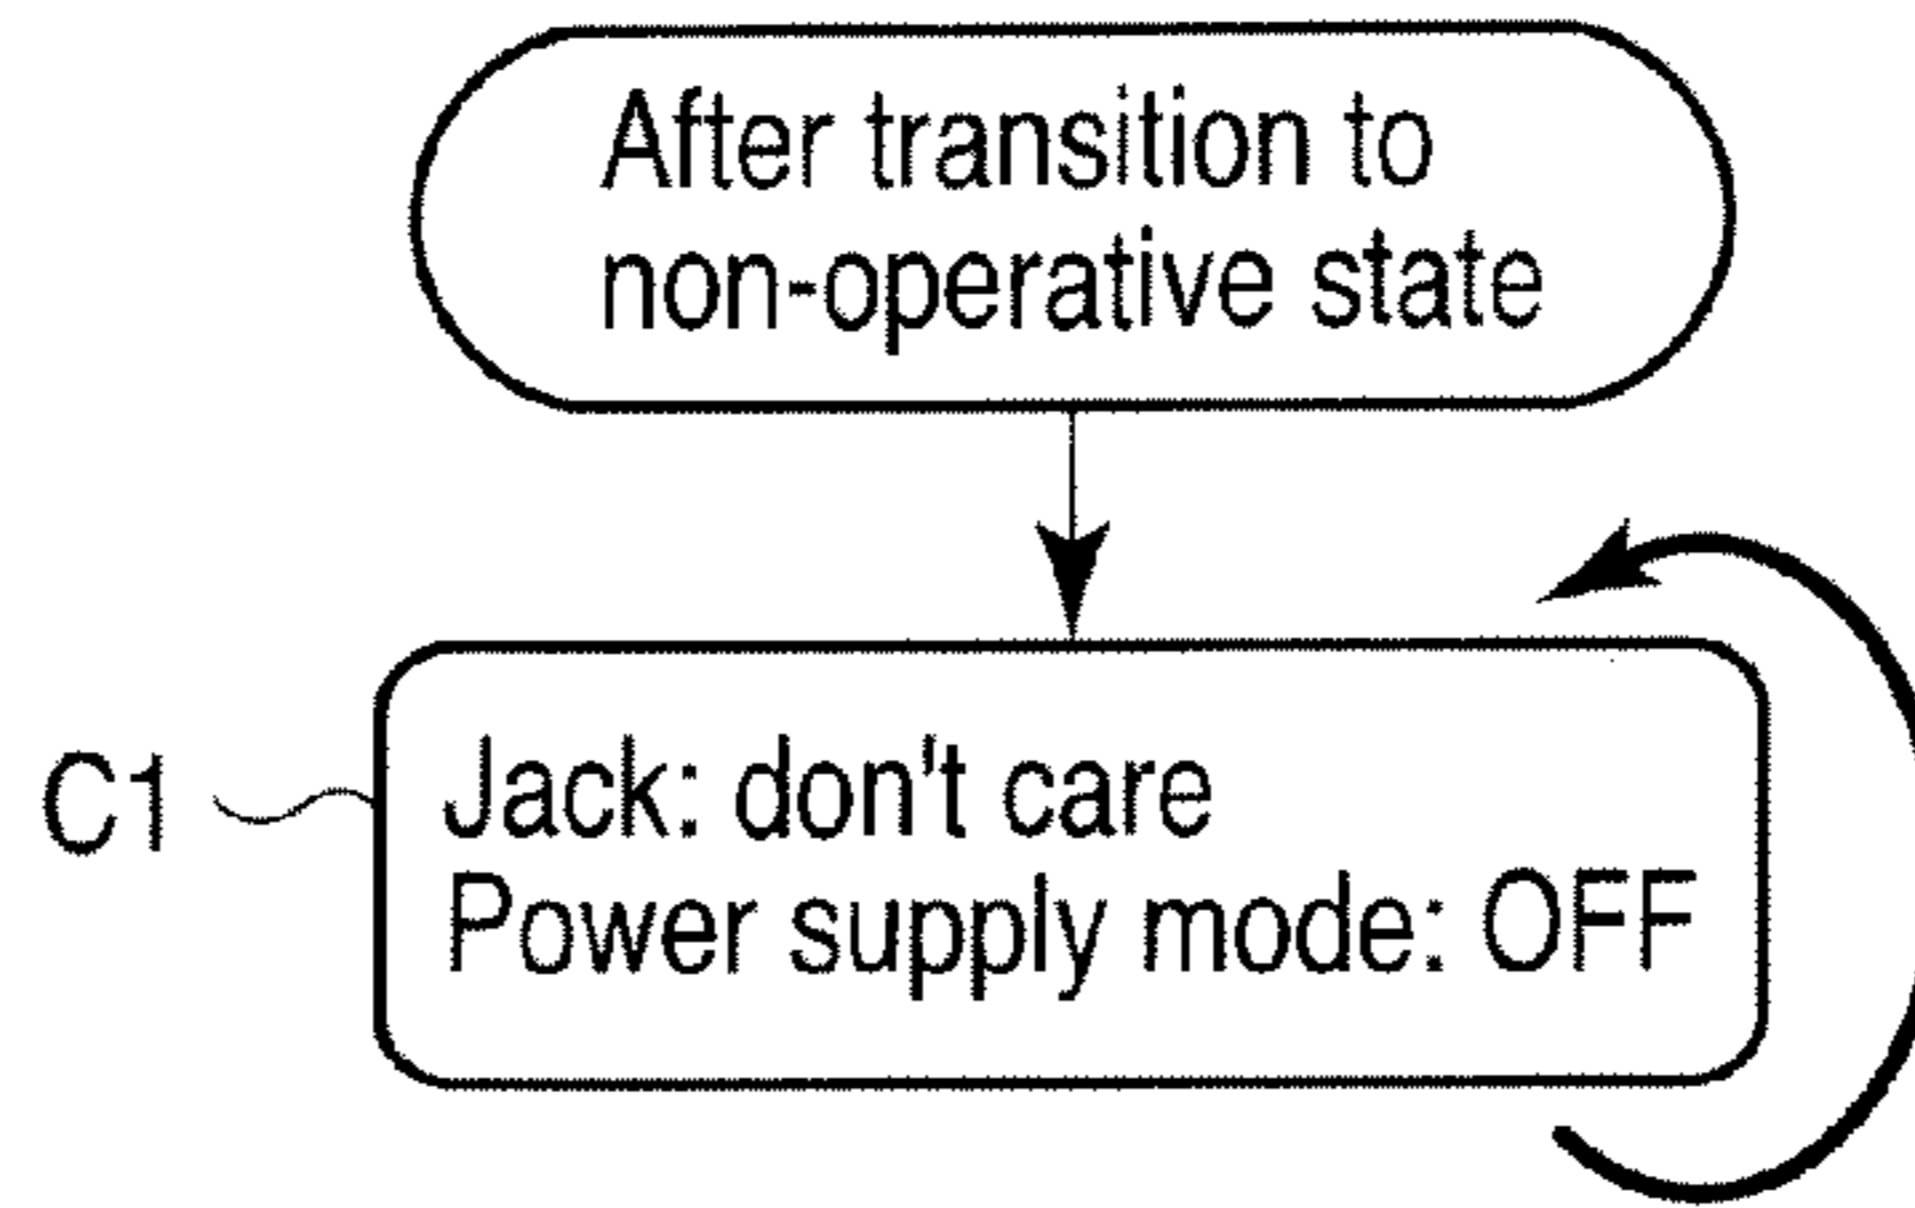 After transition to
non-operative state
C1
Jack: don't care
Power supply mode: OFF